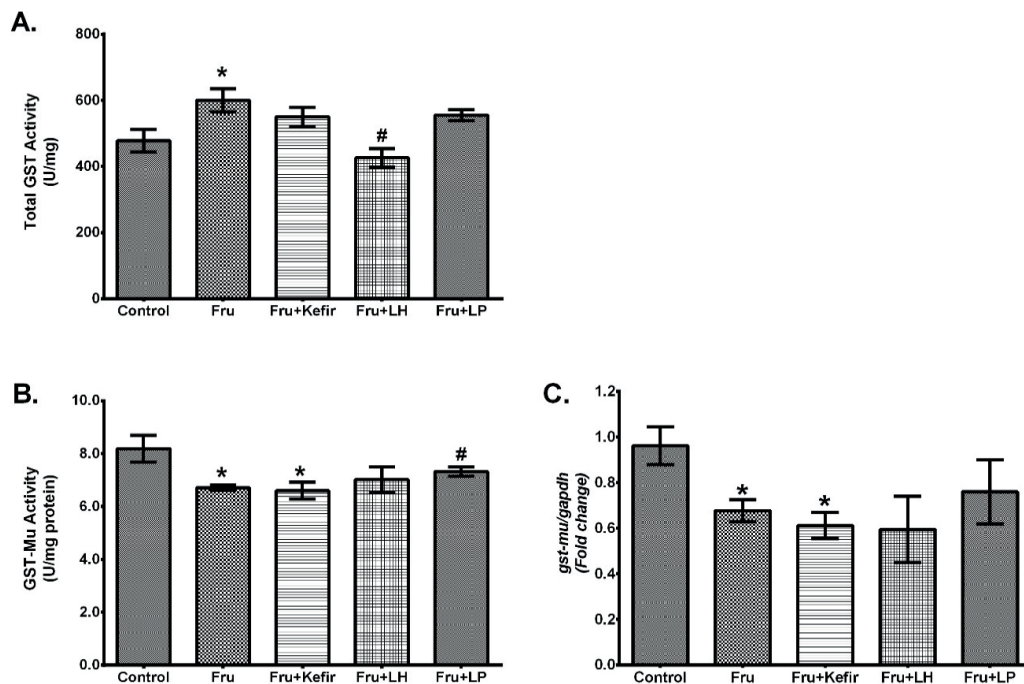 A.
Total GST Activity
(U/mg)
800
600
400
200
0
*
#
Control Fru Fru+Kefir Fru+LH Fru+LP
B.
GST-Mu Activity
(U/mg protein)
10.0
8.0
6.0
4.0
2.0
0.0
* * #
Control Fru Fru+Kefir Fru+LH Fru+LP
C.
gst-mu/gapdh
(Fold change)
1.2
1.0
0.8
0.6
0.4
0.2
0.0
* *
Control Fru Fru+Kefir Fru+LH Fru+LP